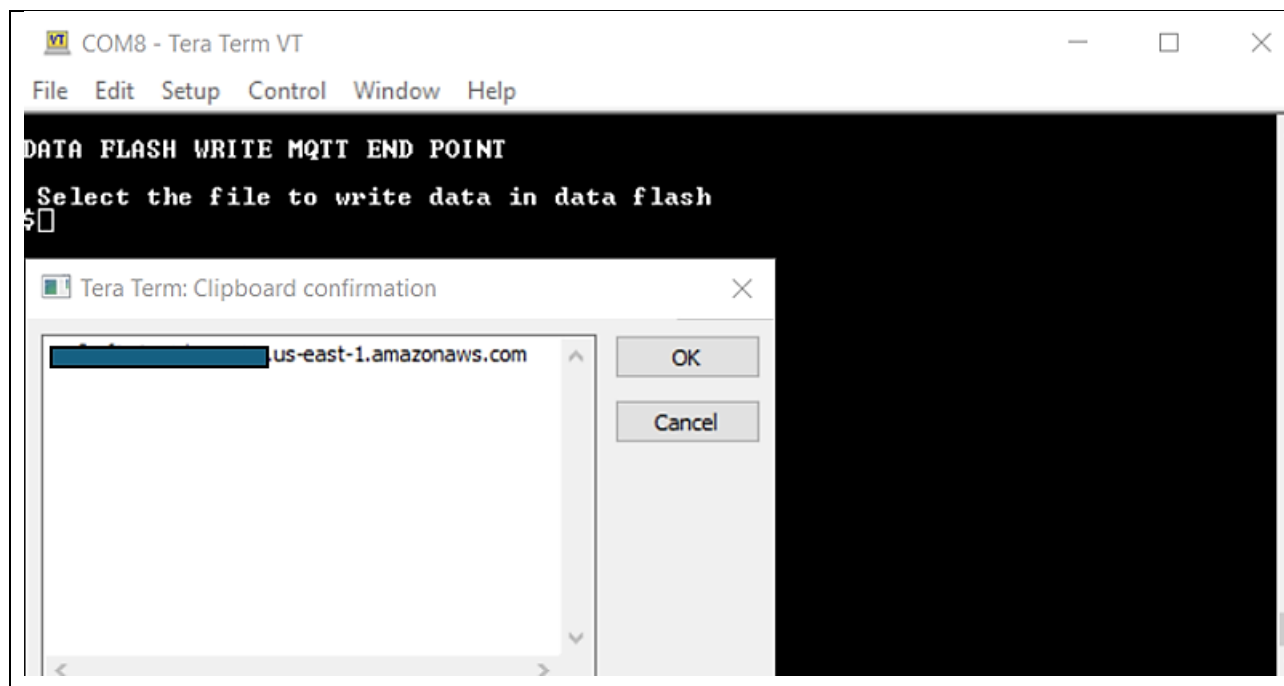 COM8 - Tera Term VT
File Edit Setup Control Window Help
DATA FLASH WRITE MQTT END POINT
Select the file to write data in data flash
$
Tera Term: Clipboard confirmation
.us-east-1.amazonaws.com
OK
Cancel